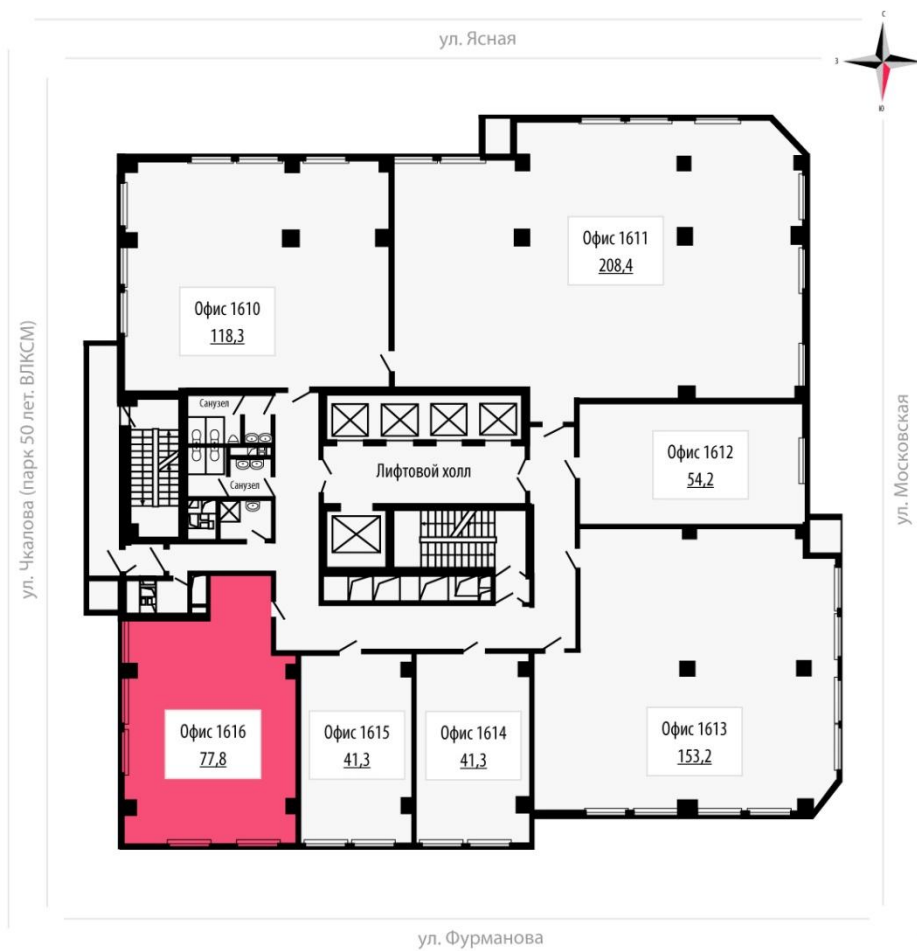 С
ул. Ясная
З
Ю
Офис 1611
208,4
Офис 1610
118,3
ул. Чкалова (парк 50 лет. ВЛКСМ)
Санузел
Офис 1612
54,2
Лифтовой холл
Санузел
ул. Московская
Офис 1616
77,8
Офис 1615
41,3
Офис 1614
41,3
Офис 1613
153,2
ул. Фурманова